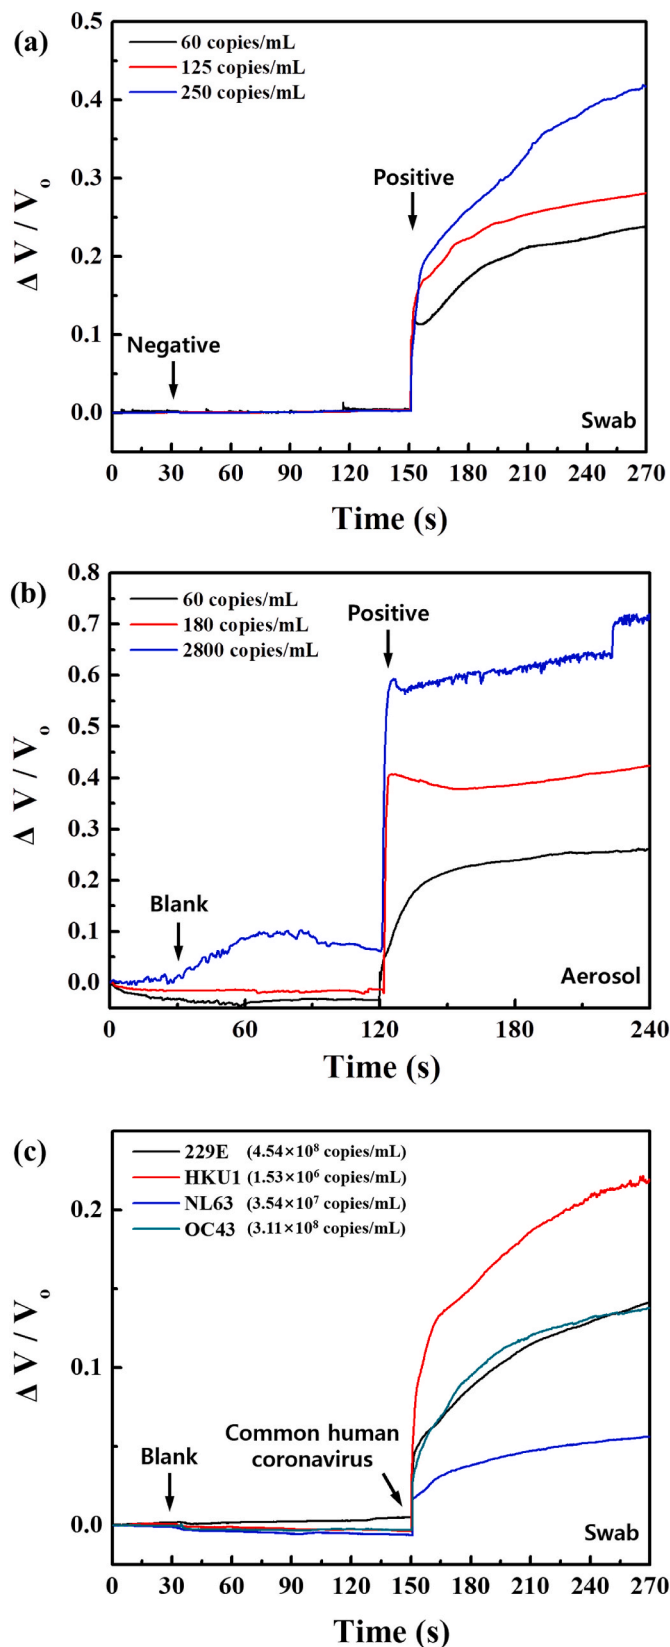 (a)
60 copies/mL
125 copies/mL
250 copies/mL
0.5
0.4
0.3
0.2
0.1
0.0
Δ V / Vo
Positive
Negative
Swab
0 30 60 90 120 150 180 210 240 270
Time (s)
(b)
60 copies/mL
180 copies/mL
2800 copies/mL
0.8
0.7
0.6
0.5
0.4
0.3
0.2
0.1
0.0
Δ V / Vo
Positive
Blank
Aerosol
0 60 120 180 240
Time (s)
(c)
229E (4.54×10⁸ copies/mL)
HKU1 (1.53×10⁶ copies/mL)
NL63 (3.54×10⁷ copies/mL)
OC43 (3.11×10⁸ copies/mL)
0.2
0.1
0.0
Δ V / Vo
Common human
coronavirus
Blank
Swab
0 30 60 90 120 150 180 210 240 270
Time (s)